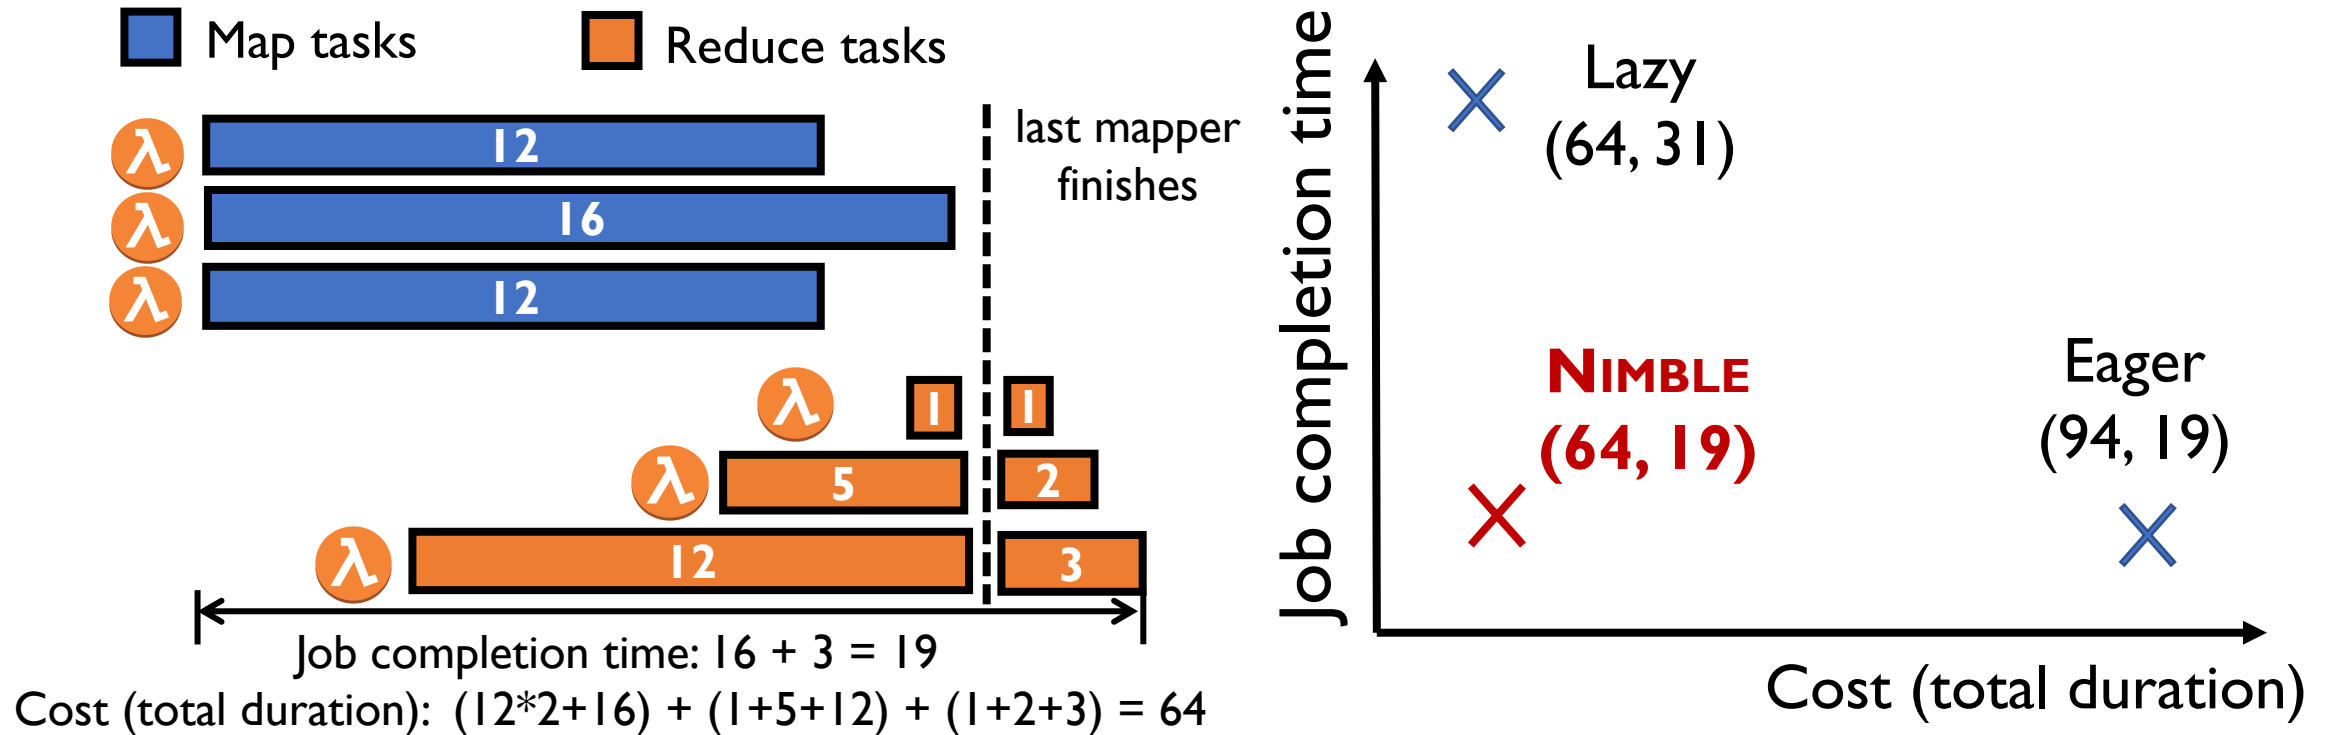 Map tasks
Reduce tasks
λ
12
λ
16
λ
12
last mapper
finishes
λ
1
1
λ
5
2
λ
12
3
Job completion time: 16 + 3 = 19
Cost (total duration): (12*2+16) + (1+5+12) + (1+2+3) = 64
Job completion time
Lazy
(64, 31)
NIMBLE
(64, 19)
Eager
(94, 19)
Cost (total duration)